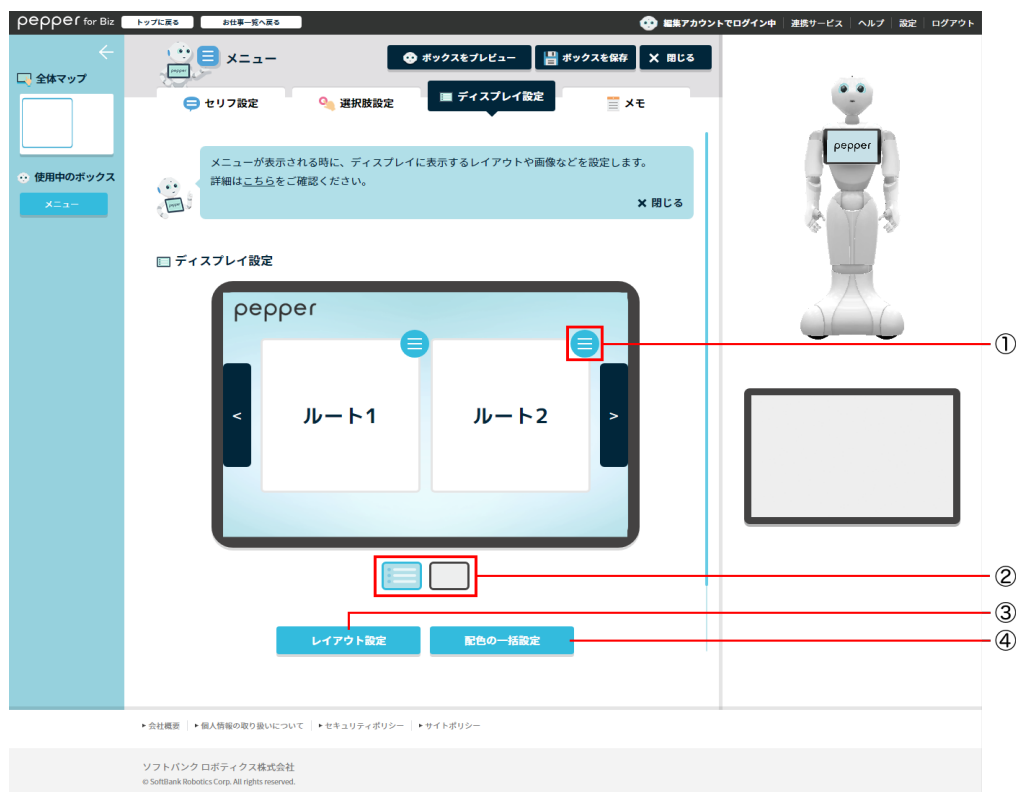 pepper for Biz トップに戻る お仕事一覧へ戻る 編集アカウントでログイン中 連携サービス ヘルプ 設定 ログアウト
全体マップ
使用中のボックス
メニュー
pepper
メニュー ボックスをプレビュー ボックスを保存 × 閉じる
セリフ設定 選択肢設定 ディスプレイ設定 メモ
メニューが表示される時に、ディスプレイに表示するレイアウトや画像などを設定します。
詳細はこちらをご確認ください。
pepper
× 閉じる
ディスプレイ設定
pepper
< ルート1 ルート2 >
レイアウト設定 配色の一括設定
pepper
①
②
③
④
会社概要 個人情報の取り扱いについて セキュリティポリシー サイトポリシー
ソフトバンク ロボティクス株式会社
© SoftBank Robotics Corp. All rights reserved.